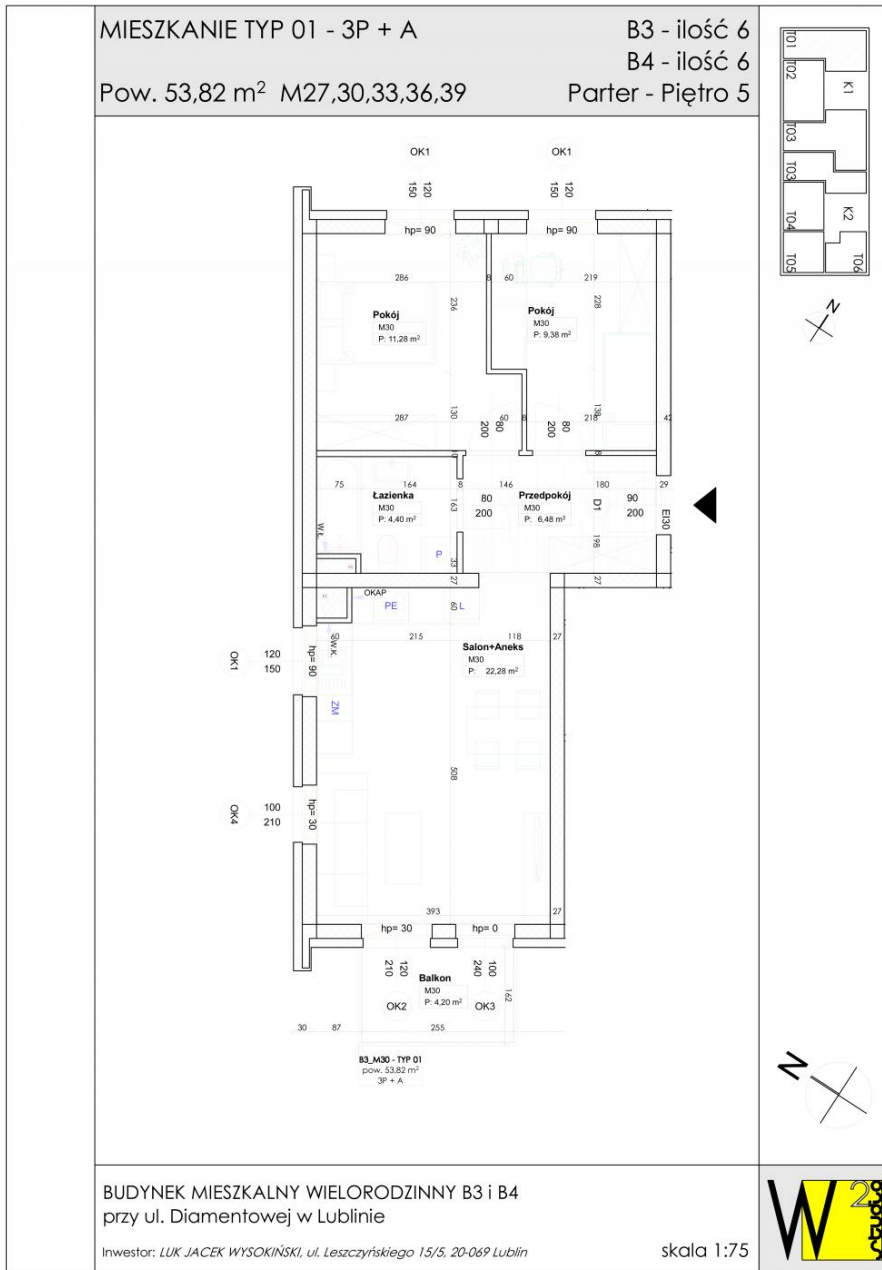 MIESZKANIE TYP 01 - 3P + A
B3 - ilość 6
B4 - ilość 6
Pow. 53,82 m² M27,30,33,36,39
Parter - Piętro 5
T01
T02
K1
T03
T03
K2
T04
T05
T06
N
OK1
OK1
150 120
150 120
hp= 90
hp= 90
286
8
60
219
236
228
Pokój
M30
P: 11,28 m²
Pokój
M30
P: 9,38 m²
130
138
287
60
8
218
42
200 80
200 80
75
164
8
146
180
29
Łazienka
M30
P: 4,40 m²
163
80
200
Przedpokój
M30
P: 6,48 m²
D1
90
200
EI30
W.Ł.
P
33
198
27
27
OKAP
PE
L
60
60
215
118
27
W.K.
Salon+Aneks
M30
P: 22,28 m²
OK1
120
150
hp= 90
ZM
508
OK4
100
210
hp= 30
393
27
hp= 30
hp= 0
210 120
240 100
Balkon
M30
P: 4,20 m²
OK2
OK3
162
30
87
255
B3_M30 - TYP 01
pow. 53,82 m²
3P + A
N
BUDYNEK MIESZKALNY WIELORODZINNY B3 i B4
przy ul. Diamentowej w Lublinie
Inwestor: LUK JACEK WYSOKIŃSKI, ul. Leszczyńskiego 15/5, 20-069 Lublin
skala 1:75
W 2 studio